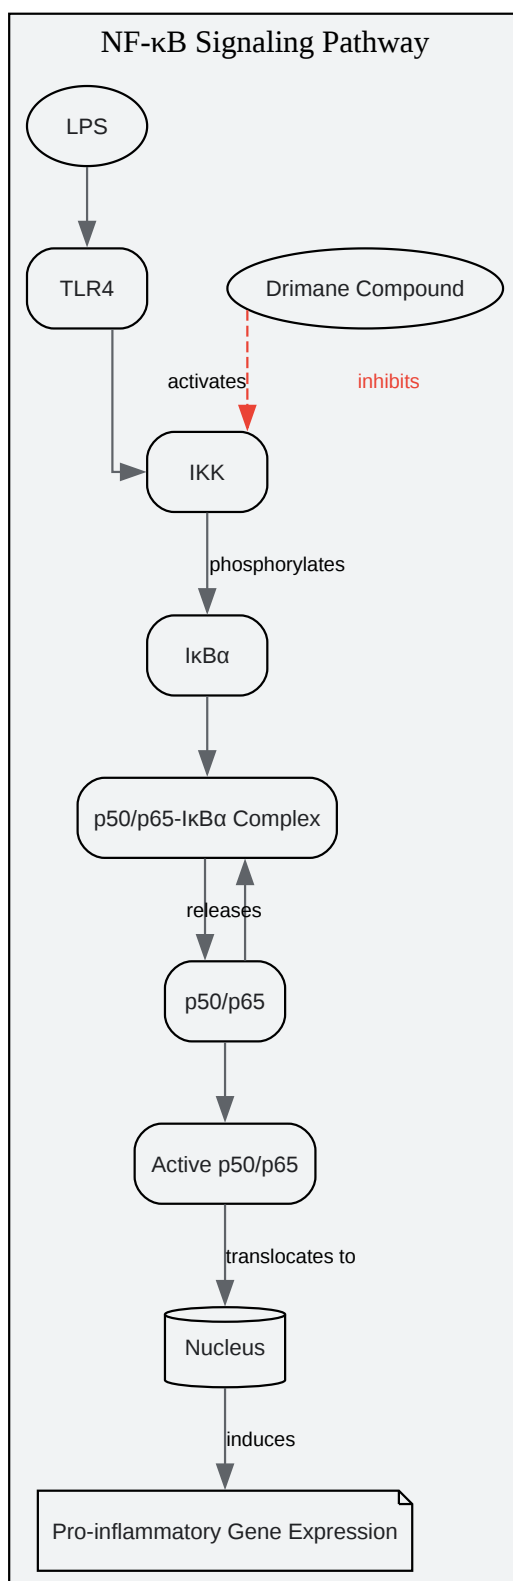 NF-κB Signaling Pathway
LPS
TLR4
Drimane Compound
activates
inhibits
IKK
phosphorylates
IκBα
p50/p65-IκBα Complex
releases
p50/p65
Active p50/p65
translocates to
Nucleus
induces
Pro-inflammatory Gene Expression